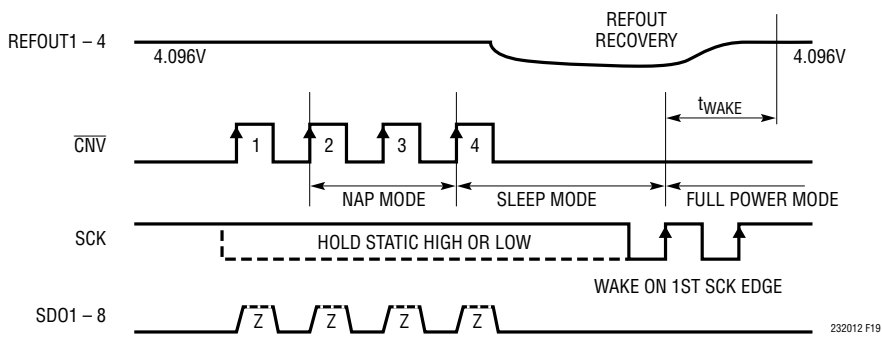 REFOUT
RECOVERY
REFOUT1 – 4
4.096V
4.096V
tWAKE
CNV
1
2
3
4
NAP MODE
SLEEP MODE
FULL POWER MODE
SCK
HOLD STATIC HIGH OR LOW
WAKE ON 1ST SCK EDGE
SDO1 – 8
Z
Z
Z
Z
232012 F19